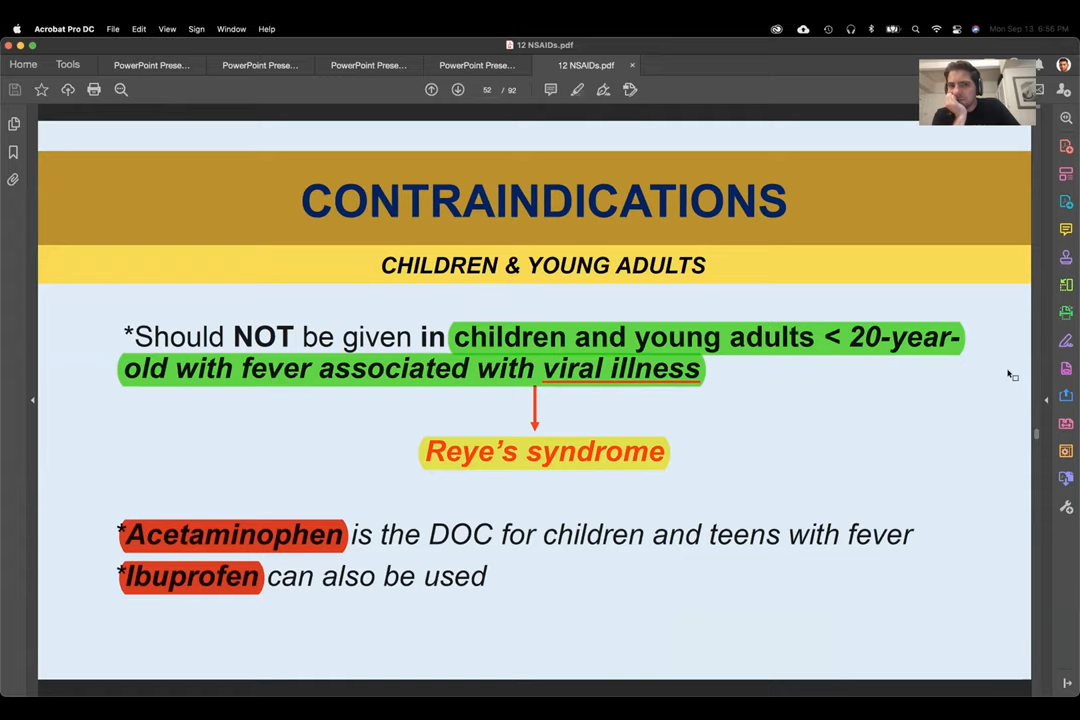 Acrobat Pro DC File Edit View Sign Window Help Mon Sep 13 6:55 PM
12 NSAIDs.pdf
Home Tools PowerPoint Prese... PowerPoint Prese... PowerPoint Prese... PowerPoint Prese... 12 NSAIDs.pdf ×
52 / 92
CONTRAINDICATIONS
CHILDREN & YOUNG ADULTS
*Should NOT be given in children and young adults < 20-year-
old with fever associated with viral illness
Reye's syndrome
*Acetaminophen is the DOC for children and teens with fever
*Ibuprofen can also be used